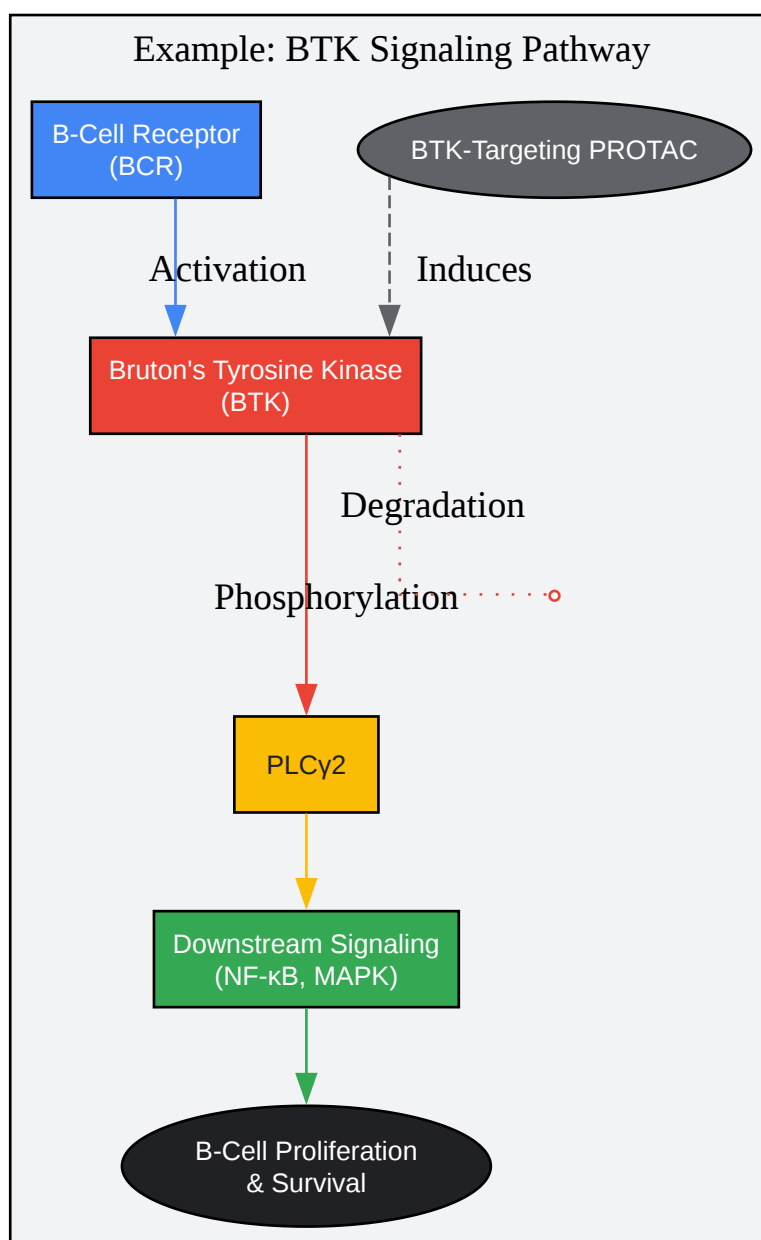 Example: BTK Signaling Pathway
B-Cell Receptor
(BCR)
BTK-Targeting PROTAC
Activation
Induces
Bruton's Tyrosine Kinase
(BTK)
Degradation
Phosphorylation
PLCγ2
Downstream Signaling
(NF-κB, MAPK)
B-Cell Proliferation
& Survival